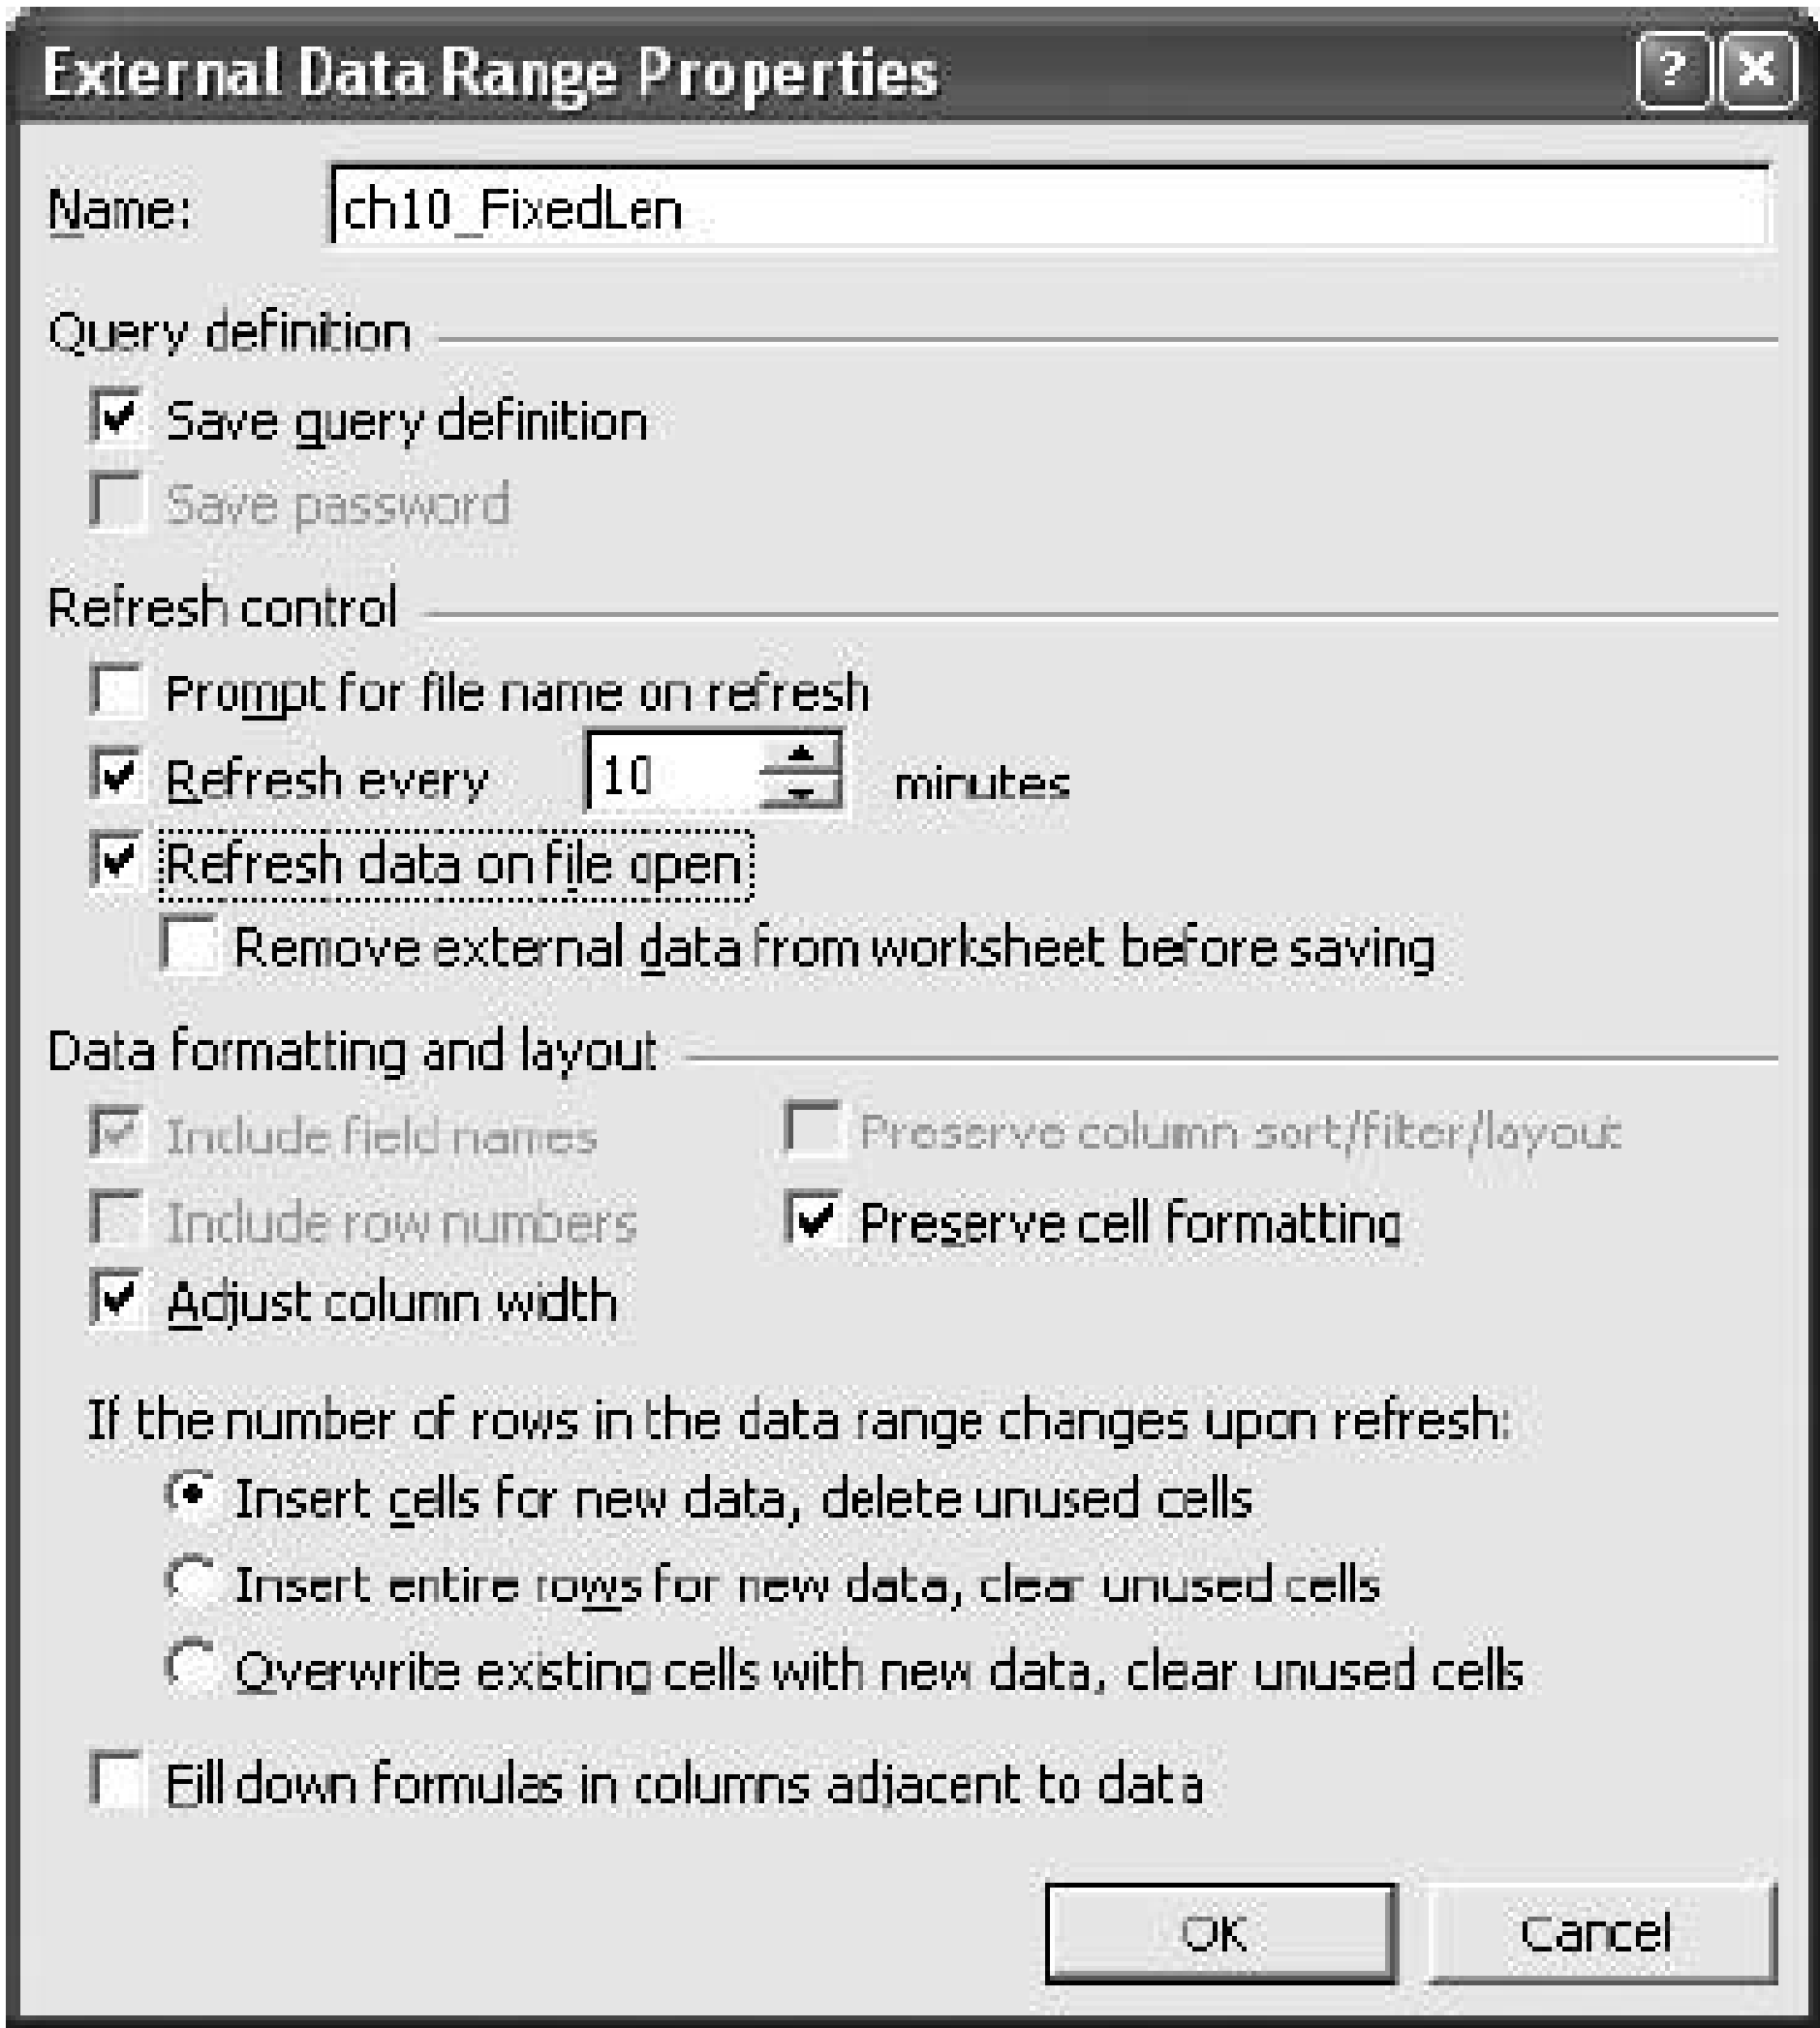 External Data Range Properties
Name: ch10_FixedLen
Query definition
Save query definition
Save password
Refresh control
Prompt for file name on refresh
Refresh every 10 minutes
Refresh data on file open
Remove external data from worksheet before saving
Data formatting and layout
Include field names Preserve column sort/filter/layout
Include row numbers Preserve cell formatting
Adjust column width
If the number of rows in the data range changes upon refresh:
Insert cells for new data, delete unused cells
Insert entire rows for new data, clear unused cells
Overwrite existing cells with new data, clear unused cells
Fill down formulas in columns adjacent to data
OK Cancel